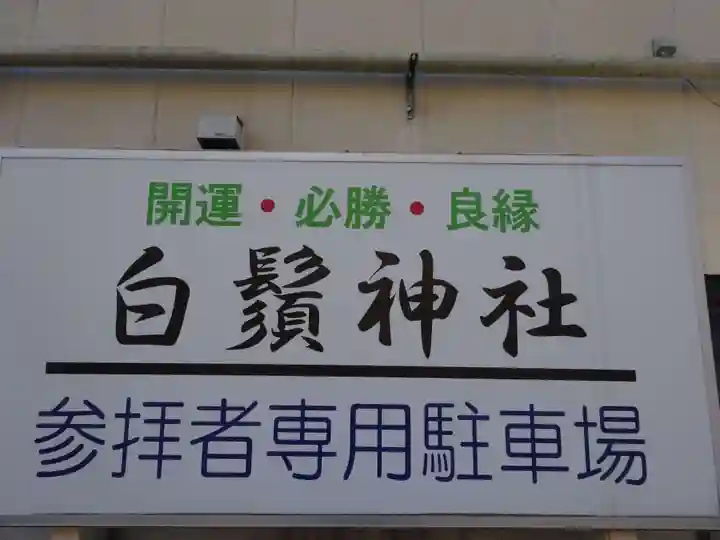 開運・必勝・良縁
白鬚神社
参拝者専用駐車場